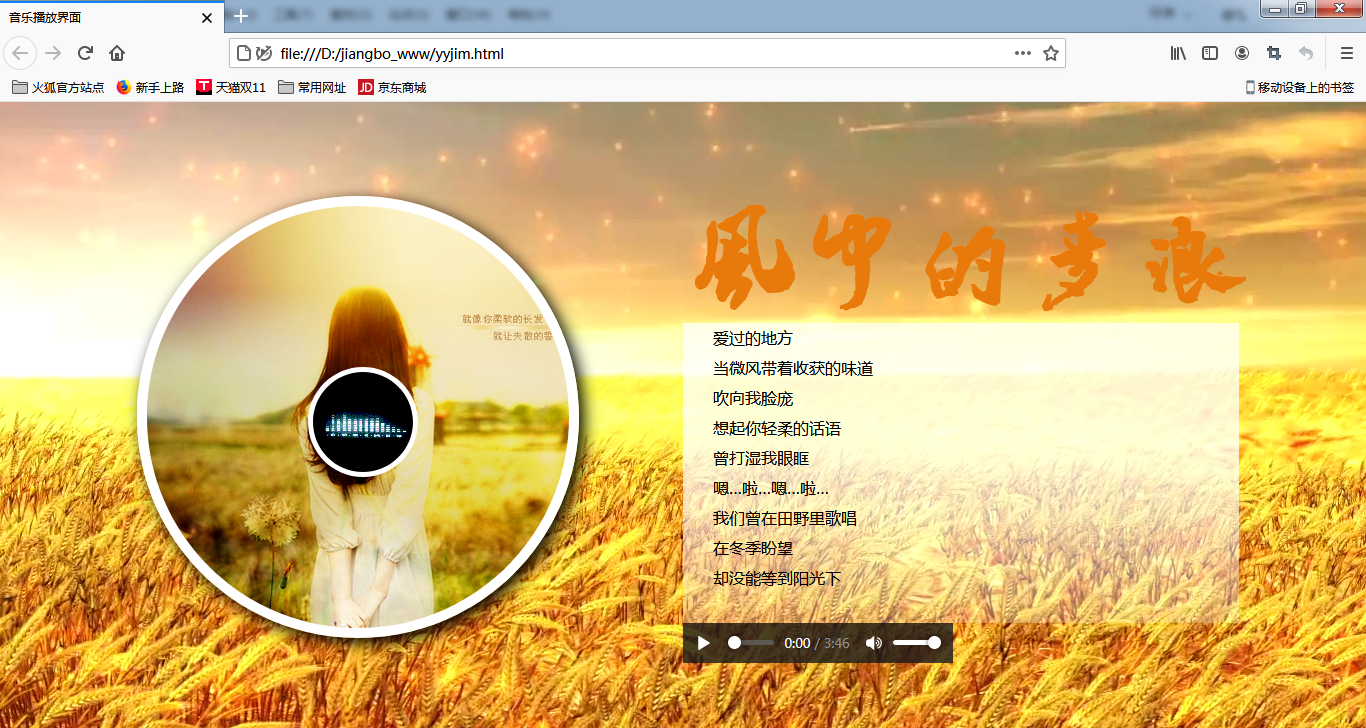 音乐播放界面
file:///D:/jiangbo_www/yyjim.html
火狐官方站点 新手上路 天猫双11 常用网址 京东商城 移动设备上的书签
風中的步浪
就像你柔软的长发
就让失散的誓
爱过的地方
当微风带着收获的味道
吹向我脸庞
想起你轻柔的话语
曾打湿我眼眶
嗯...啦...嗯...啦...
我们曾在田野里歌唱
在冬季盼望
却没能等到阳光下
0:00 / 3:46